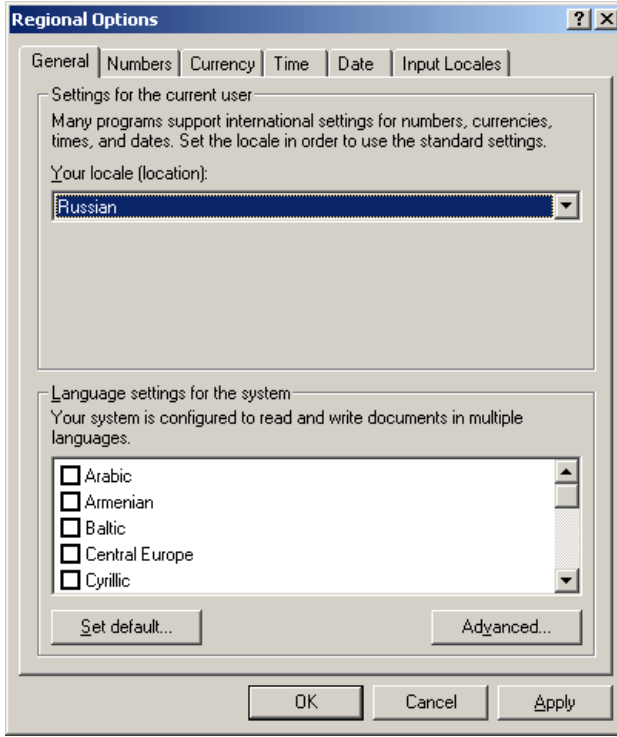 Regional Options
General Numbers Currency Time Date Input Locales
Settings for the current user
Many programs support international settings for numbers, currencies,
times, and dates. Set the locale in order to use the standard settings.
Your locale (location):
Russian
Language settings for the system
Your system is configured to read and write documents in multiple
languages.
Arabic
Armenian
Baltic
Central Europe
Cyrillic
Set default... Advanced...
OK Cancel Apply